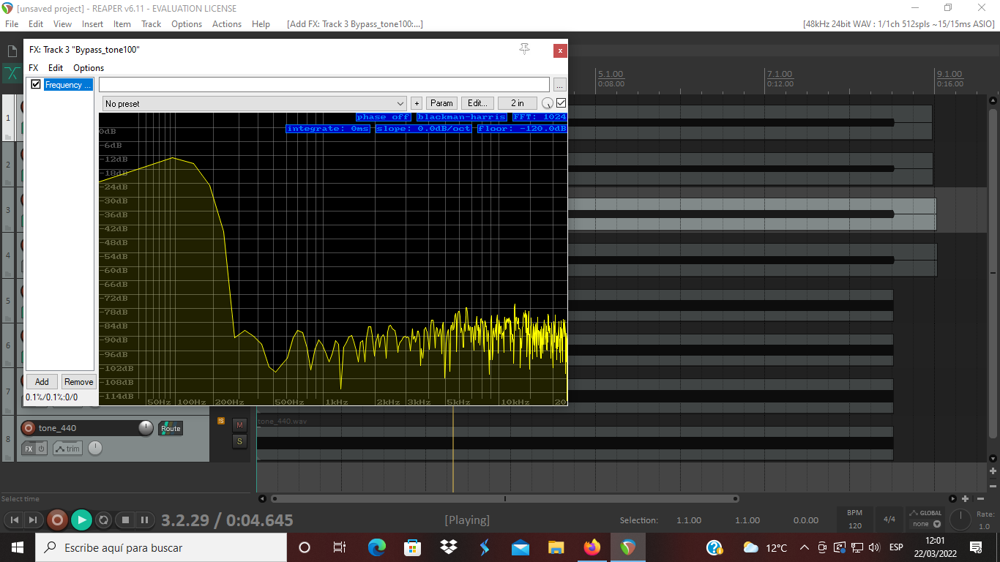 [unsaved project] - REAPER v6.11 - EVALUATION LICENSE
File Edit View Insert Item Track Options Actions Help [Add FX: Track 3 Bypass_tone100:...] [48kHz 24bit WAV : 1/1ch 512spls ~15/15ms ASIO]
FX: Track 3 "Bypass_tone100"
FX Edit Options
Frequency ... ...
No preset + Param Edit... 2 in
phase off blackman-harris FFT: 1024
integrate: 0ms slope: 0.0dB/oct floor: -120.0dB
0dB
-6dB
-12dB
-18dB
-24dB
-30dB
-36dB
-42dB
-48dB
-54dB
-60dB
-66dB
-72dB
-78dB
-84dB
-90dB
-96dB
-102dB
-108dB
-114dB
50Hz 100Hz 200Hz 500Hz 1kHz 2kHz 3kHz 5kHz 10kHz 20
Add Remove
0.1%/0.1%:0/0
5.1.00 7.1.00 9.1.00
0:08.00 0:12.00 0:16.00
1
2
3
4
5
6
7
8
tone_440 Route M
FX trim S
tone_440.wav
Select time
3.2.29 / 0:04.645 [Playing] Selection: 1.1.00 1.1.00 0.0.00
BPM
120
4/4
GLOBAL
none
Rate:
1.0
Escribe aquí para buscar
12°C ESP
12:01
22/03/2022